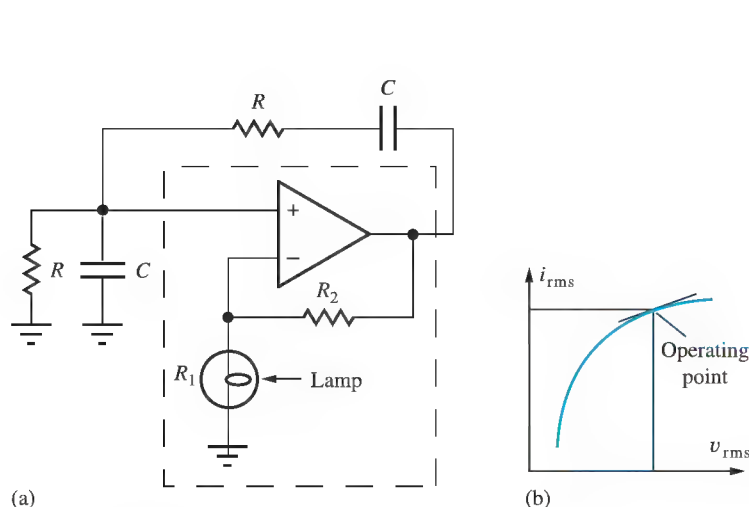 C
R
+
R
C
−
R2
R1
Lamp
(a)
irms
Operating
point
vrms
(b)